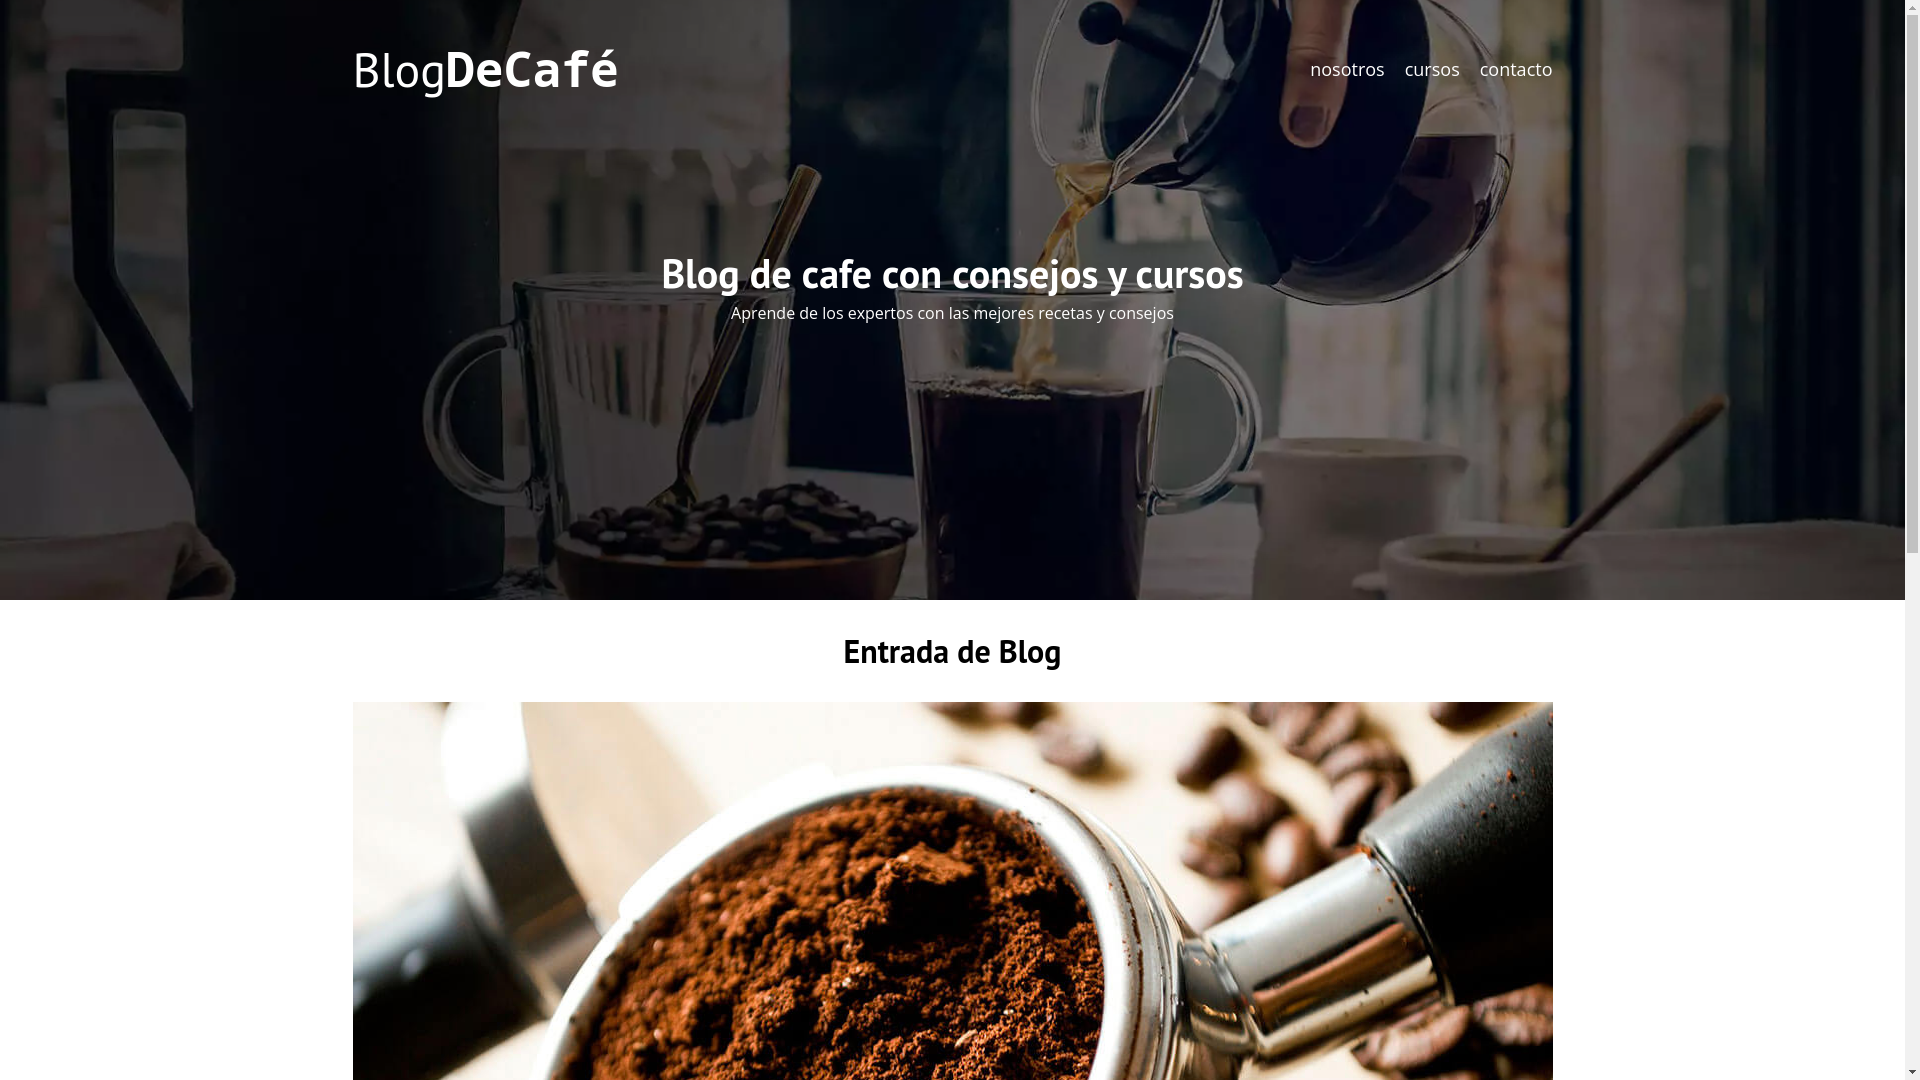 BlogDeCafé
nosotros cursos contacto
Blog de cafe con consejos y cursos
Aprende de los expertos con las mejores recetas y consejos
Entrada de Blog